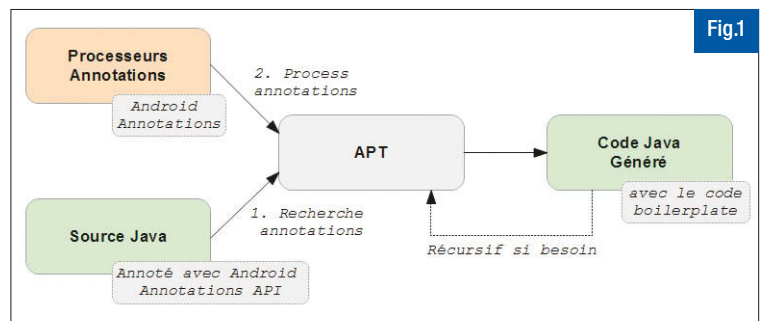 Fig.1
Processeurs
Annotations
Android
Annotations
2. Process
annotations
APT
Code Java
Généré
avec le code
boilerplate
1. Recherche
annotations
Récursif si besoin
Source Java
Annoté avec Android
Annotations API